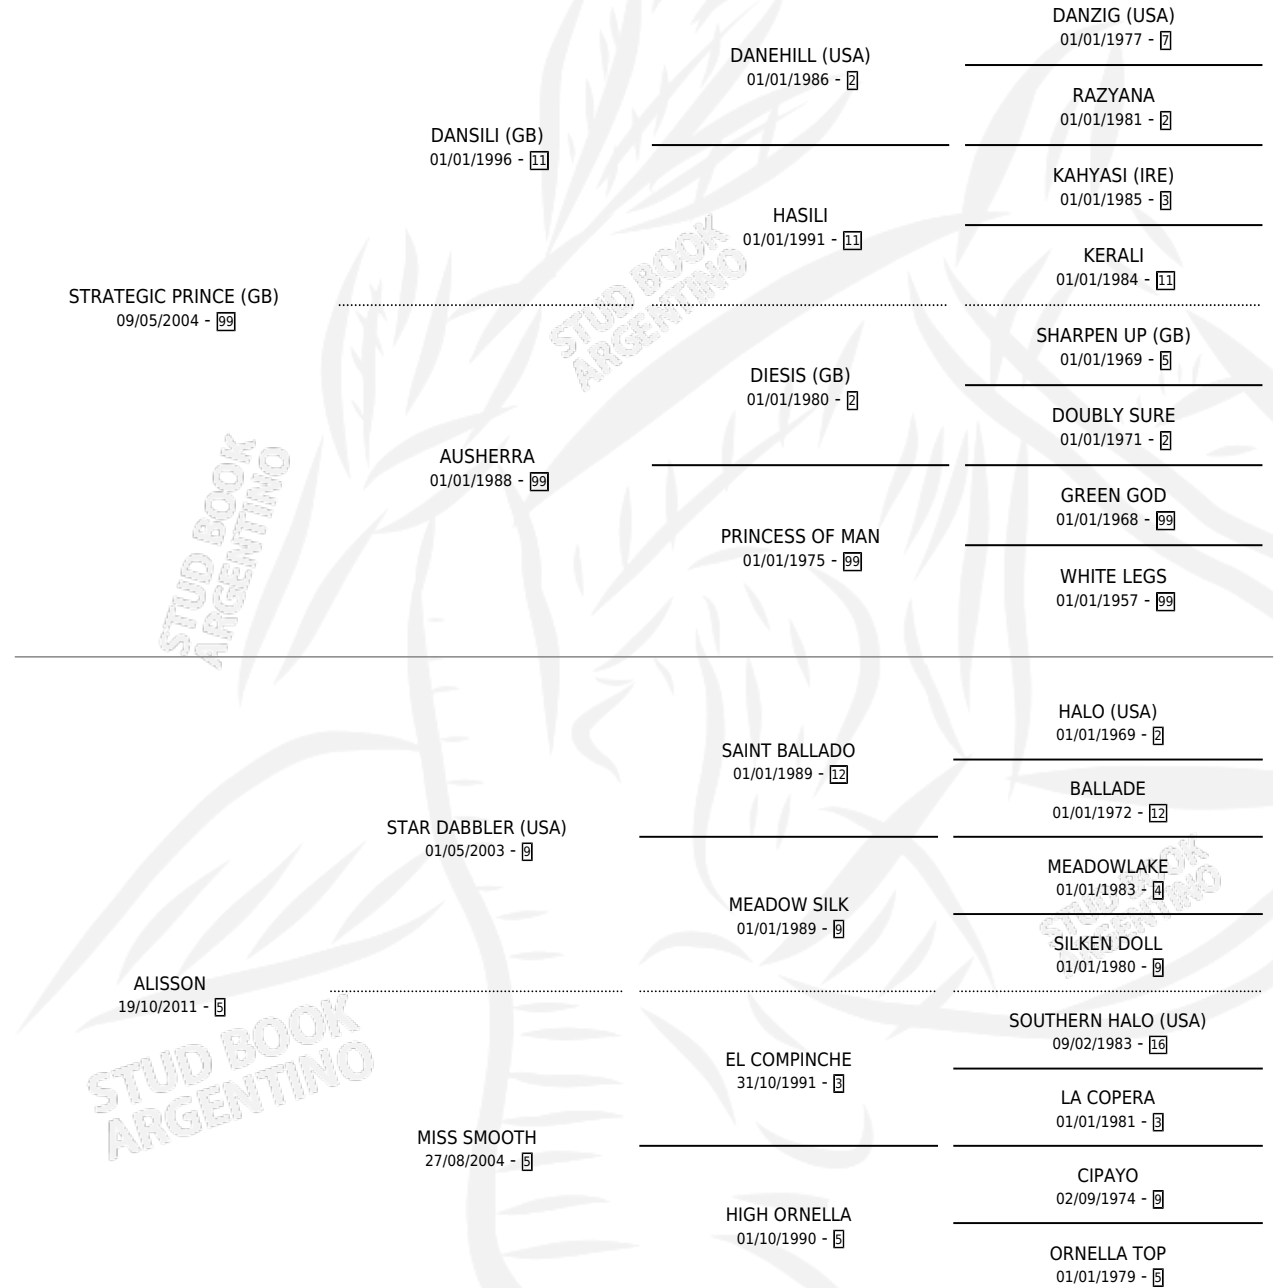 DANZIG (USA)
01/01/1977 - 7
DANEHILL (USA)
01/01/1986 - 2
RAZYANA
01/01/1981 - 2
DANSILI (GB)
01/01/1996 - 11
KAHYASI (IRE)
01/01/1985 - 3
HASILI
01/01/1991 - 11
KERALI
01/01/1984 - 11
STRATEGIC PRINCE (GB)
09/05/2004 - 99
SHARPEN UP (GB)
01/01/1969 - 5
DIESIS (GB)
01/01/1980 - 2
DOUBLY SURE
01/01/1971 - 2
AUSHERRA
01/01/1988 - 99
GREEN GOD
01/01/1968 - 99
PRINCESS OF MAN
01/01/1975 - 99
WHITE LEGS
01/01/1957 - 99
HALO (USA)
01/01/1969 - 2
SAINT BALLADO
01/01/1989 - 12
BALLADE
01/01/1972 - 12
STAR DABBLER (USA)
01/05/2003 - 9
MEADOWLAKE
01/01/1983 - 4
MEADOW SILK
01/01/1989 - 9
SILKEN DOLL
01/01/1980 - 9
ALISSON
19/10/2011 - 5
SOUTHERN HALO (USA)
09/02/1983 - 16
EL COMPINCHE
31/10/1991 - 3
LA COPERA
01/01/1981 - 3
MISS SMOOTH
27/08/2004 - 5
CIPAYO
02/09/1974 - 9
HIGH ORNELLA
01/10/1990 - 5
ORNELLA TOP
01/01/1979 - 5
STUD BOOK
ARGENTINO
STUD BOOK
ARGENTINO
STUD BOOK
ARGENTINO
STUD BOOK
ARGENTINO